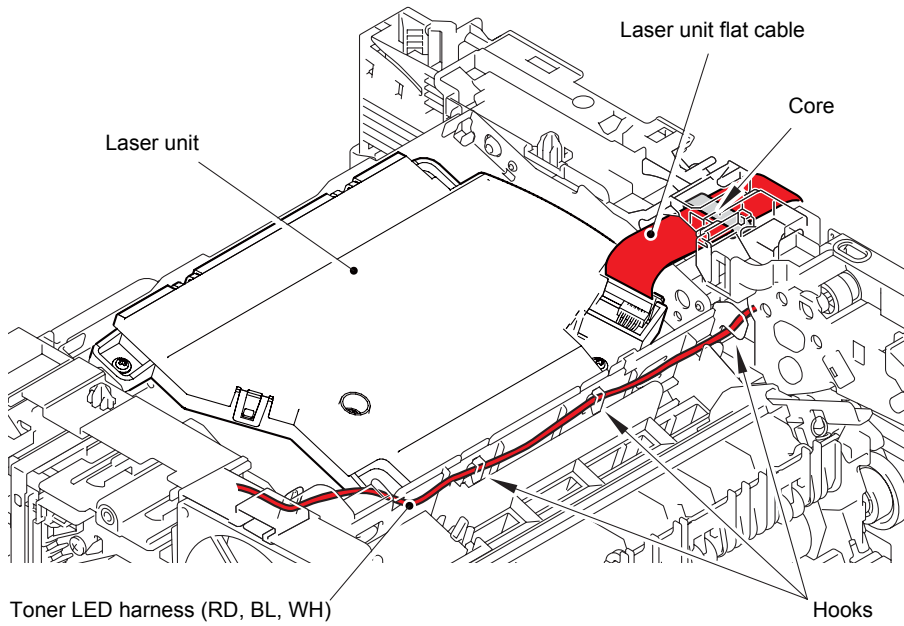 Laser unit flat cable
Core
Laser unit
Toner LED harness (RD, BL, WH)
Hooks